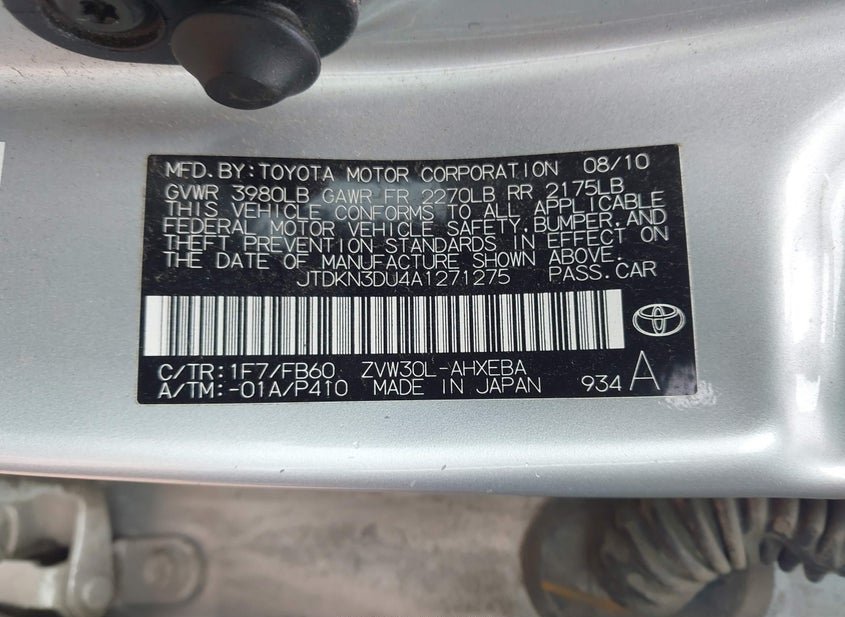 MFD. BY: TOYOTA MOTOR CORPORATION 08/10
GVWR 3980LB GAWR FR 2270LB RR 2175LB
THIS VEHICLE CONFORMS TO ALL APPLICABLE
FEDERAL MOTOR VEHICLE SAFETY, BUMPER, AND
THEFT PREVENTION STANDARDS IN EFFECT ON
THE DATE OF MANUFACTURE SHOWN ABOVE.
JTDKN3DU4A1271275 PASS. CAR
C/TR: 1F7/FB60 ZVW30L-AHXEBA
A/TM: -01A/P410 MADE IN JAPAN 934 A